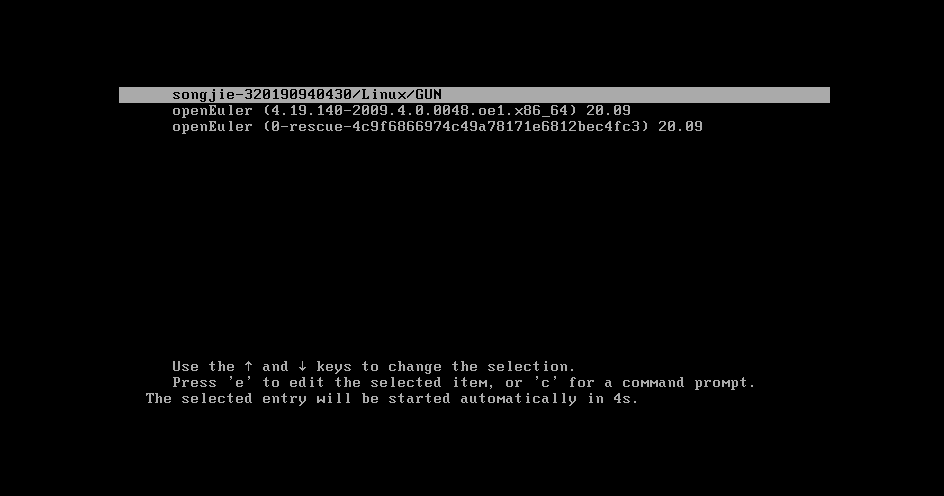 songjie-320190940430/Linux/GUN
openEuler (4.19.140-2009.4.0.0048.oe1.x86_64) 20.09
openEuler (0-rescue-4c9f6866974c49a78171e6812bec4fc3) 20.09
Use the ↑ and ↓ keys to change the selection.
Press 'e' to edit the selected item, or 'c' for a command prompt.
The selected entry will be started automatically in 4s.